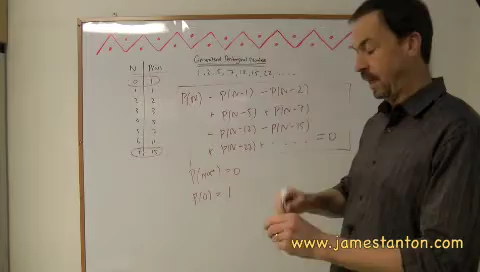 Generalized Pentagonal Numbers
1, 2, 5, 7, 12, 15, 22, ....
N P(N)
0 1
1 1
2 2
3 3
4 5
5 7
6 11
7 15
P(N) - P(N-1) - P(N-2)
+ P(N-5) + P(N-7)
- P(N-12) - P(N-15)
+ P(N-22) + ..... = 0
P(neg) = 0
P(0) = 1
www.jamestanton.com